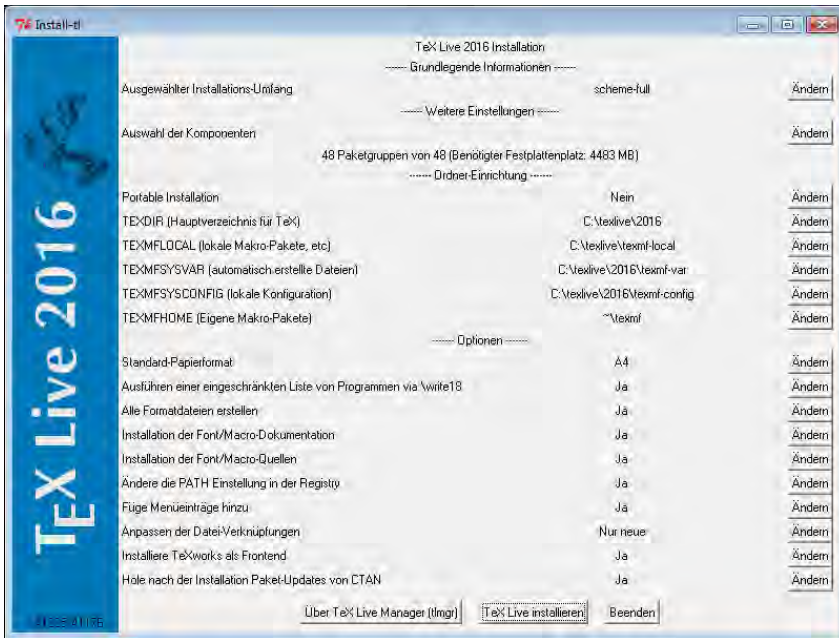 Install-tl
TeX Live 2016 Installation
------ Grundlegende Informationen ------
Ausgewählter Installations-Umfang scheme-full Ändern
------ Weitere Einstellungen ------
Auswahl der Komponenten Ändern
48 Paketgruppen von 48 (Benötigter Festplattenplatz: 4483 MB)
------ Ordner-Einrichtung ------
Portable Installation Nein Ändern
TEXDIR (Hauptverzeichnis für TeX) C:\texlive\2016 Ändern
TEXMFLOCAL (lokale Makro-Pakete, etc) C:\texlive\texmf-local Ändern
TEXMFSYSVAR (automatisch erstellte Dateien) C:\texlive\2016\texmf-var Ändern
TEXMFSYSCONFIG (lokale Konfiguration) C:\texlive\2016\texmf-config Ändern
TEXMFHOME (Eigene Makro-Pakete) ~\texmf Ändern
------ Optionen ------
Standard-Papierformat A4 Ändern
Ausführen einer eingeschränkten Liste von Programmen via \write18 Ja Ändern
Alle Formatdateien erstellen Ja Ändern
Installation der Font/Macro-Dokumentation Ja Ändern
Installation der Font/Macro-Quellen Ja Ändern
Ändere die PATH Einstellung in der Registry Ja Ändern
Füge Menüeinträge hinzu Ja Ändern
Anpassen der Datei-Verknüpfungen Nur neue Ändern
Installiere TeXworks als Frontend Ja Ändern
Hole nach der Installation Paket-Updates von CTAN Ja Ändern
Über TeX Live Manager (tlmgr) TeX Live installieren Beenden
TEX Live 2016